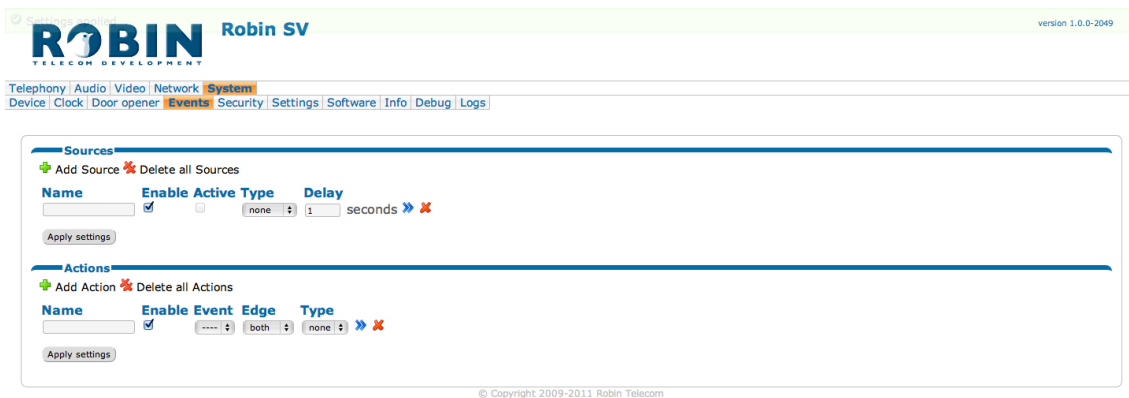 Settings applied
version 1.0.0-2049
ROBIN
TELECOM DEVELOPMENT
Robin SV
Telephony Audio Video Network System
Device Clock Door opener Events Security Settings Software Info Debug Logs
Sources
Add Source Delete all Sources
Name Enable Active Type Delay
none 1 seconds
Apply settings
Actions
Add Action Delete all Actions
Name Enable Event Edge Type
---- both none
Apply settings
© Copyright 2009-2011 Robin Telecom